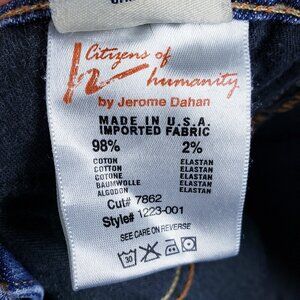 Citizens of
humanity
by Jerome Dahan
MADE IN U.S.A.
IMPORTED FABRIC
98% 2%
COTON ELASTAN
COTTON ELASTAN
COTONE ELASTAN
BAUMWOLLE ELASTAN
ALGODON ELASTAN
Cut# 7862
Style# 1223-001
SEE CARE ON REVERSE
30